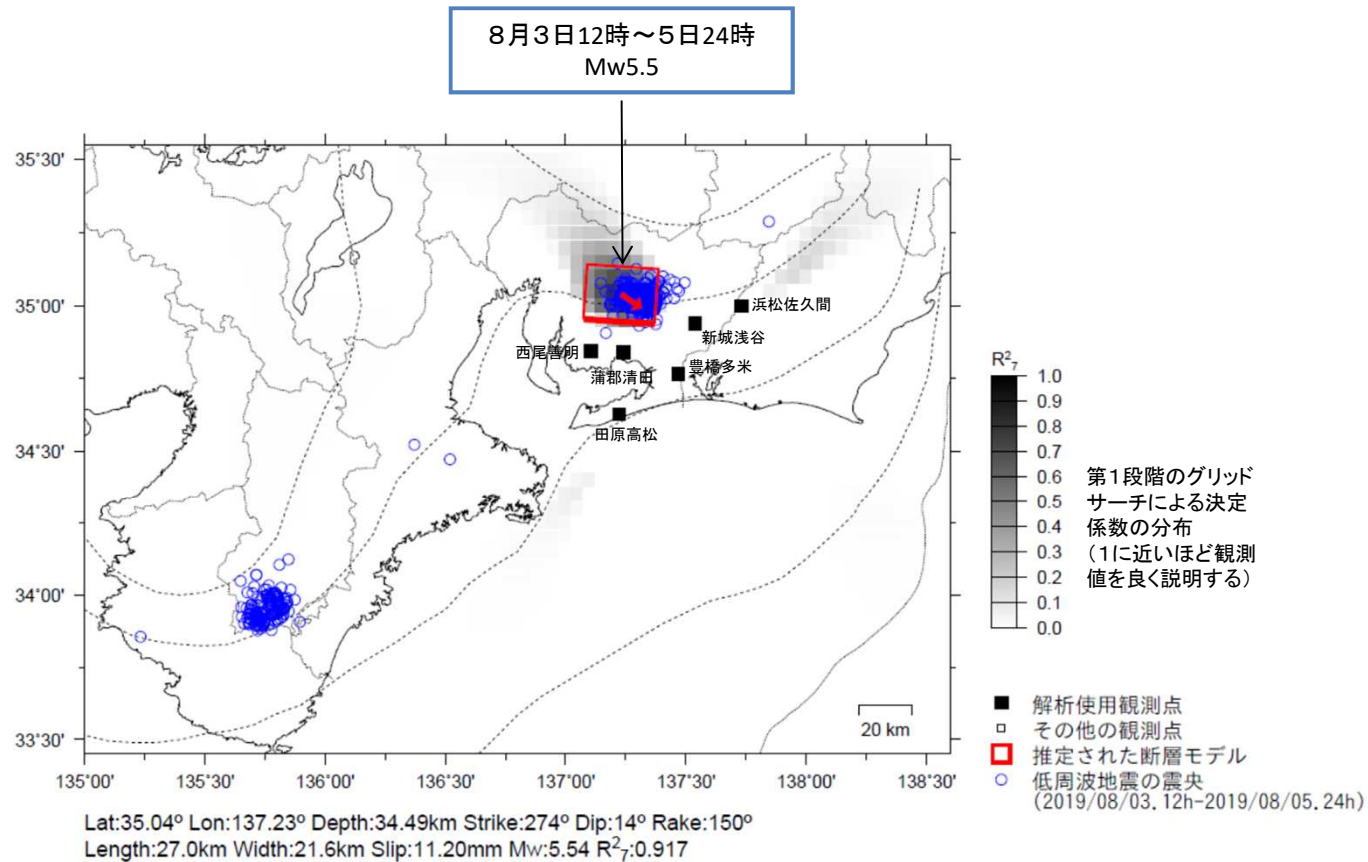 ８月３日12時～５日24時
Mw5.5
35°30'
35°00'
34°30'
34°00'
33°30'
135°00'
135°30'
136°00'
136°30'
137°00'
137°30'
138°00'
138°30'
浜松佐久間
新城浅谷
西尾善明
蒲郡清田
豊橋多米
田原高松
20 km
R²₇
1.0
0.9
0.8
0.7
0.6
0.5
0.4
0.3
0.2
0.1
0.0
第１段階のグリッド
サーチによる決定
係数の分布
（１に近いほど観測
値を良く説明する）
解析使用観測点
その他の観測点
推定された断層モデル
低周波地震の震央
(2019/08/03.12h-2019/08/05.24h)
Lat:35.04º Lon:137.23º Depth:34.49km Strike:274º Dip:14º Rake:150º
Length:27.0km Width:21.6km Slip:11.20mm Mw:5.54 R²₇:0.917